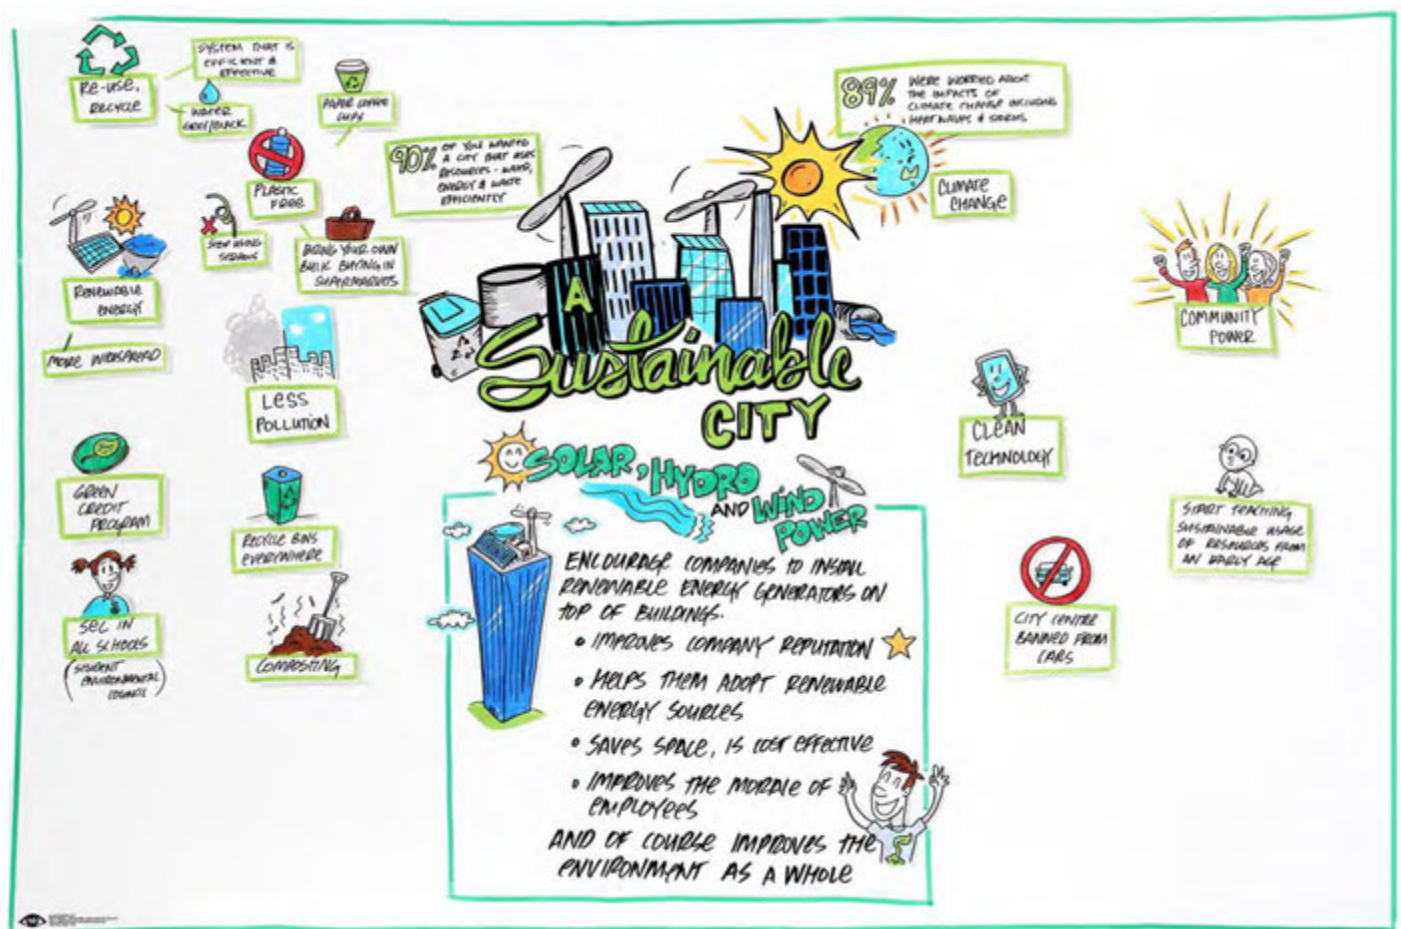 RE-USE,
RECYCLE
SYSTEM THAT IS
EFFICIENT &
EFFECTIVE
WATER
GREY/BLACK
PAPER COFFEE
CUPS
PLASTIC
FREE
STOP USING
STRAWS
BRING YOUR OWN
BULK BUYING IN
SUPERMARKETS
90% OF YOU WANTED
A CITY THAT USES
RESOURCES - WATER,
ENERGY & WASTE
EFFICIENTLY
89% WERE WORRIED ABOUT
THE IMPACTS OF
CLIMATE CHANGE INCLUDING
HEATWAVES & STORMS
CLIMATE
CHANGE
RENEWABLE
ENERGY
MORE WIDESPREAD
LESS
POLLUTION
A
Sustainable
CITY
COMMUNITY
POWER
CLEAN
TECHNOLOGY
GREEN
CREDIT
PROGRAM
RECYCLE BINS
EVERYWHERE
SEC IN
ALL SCHOOLS
(STUDENT
ENVIRONMENTAL
COUNCIL)
COMPOSTING
SOLAR, HYDRO
AND WIND
POWER
ENCOURAGE COMPANIES TO INSTALL
RENEWABLE ENERGY GENERATORS ON
TOP OF BUILDINGS.
• IMPROVES COMPANY REPUTATION
• HELPS THEM ADOPT RENEWABLE
ENERGY SOURCES
• SAVES SPACE, IS COST EFFECTIVE
• IMPROVES THE MORALE OF
EMPLOYEES
AND OF COURSE IMPROVES THE
ENVIRONMENT AS A WHOLE
START TEACHING
SUSTAINABLE USAGE
OF RESOURCES FROM
AN EARLY AGE
CITY CENTRE
BANNED FROM
CARS